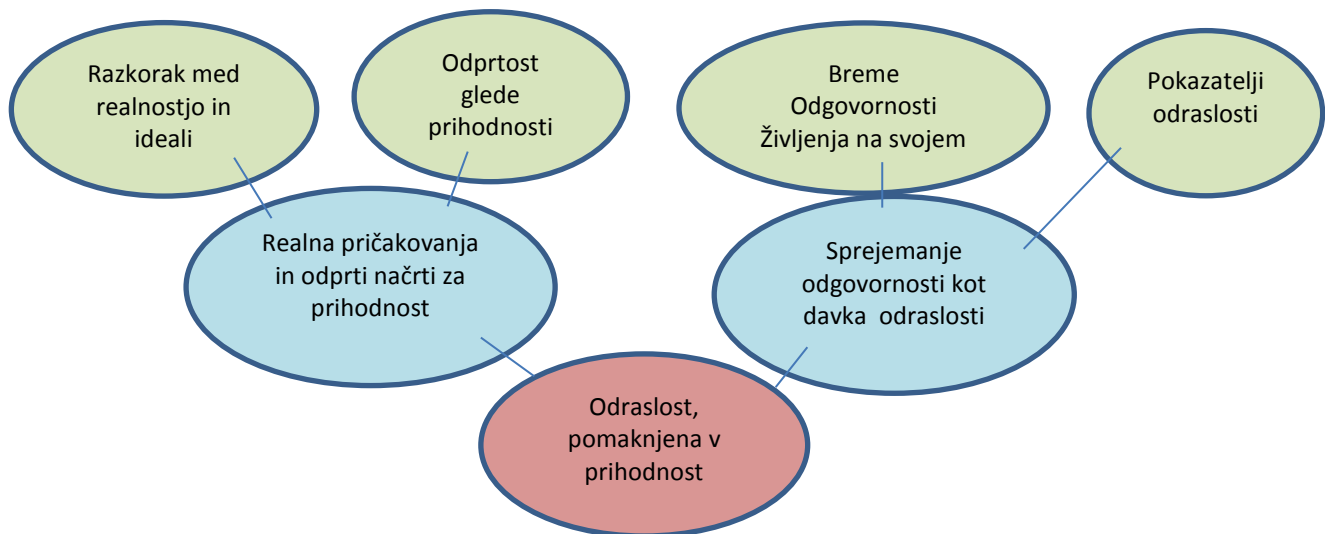 Razkorak med
realnostjo in
ideali
Odprtost
glede
prihodnosti
Breme
Odgovornosti
Življenja na svojem
Pokazatelji
odraslosti
Realna pričakovanja
in odprti načrti za
prihodnost
Sprejemanje
odgovornosti kot
davka odraslosti
Odraslost,
pomaknjena v
prihodnost